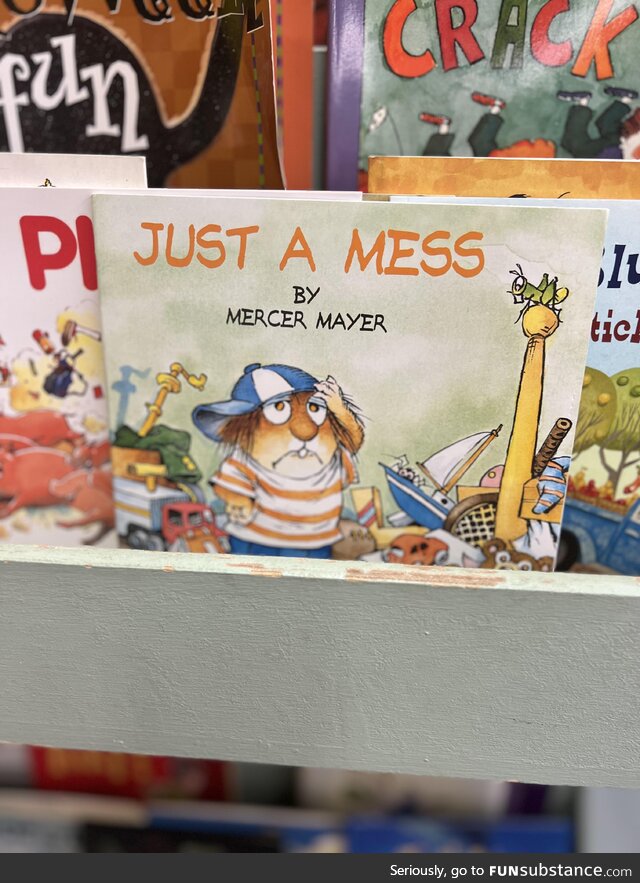 fun
CRACK
JUST A MESS
BY
MERCER MAYER
Seriously, go to FUNsubstance.com